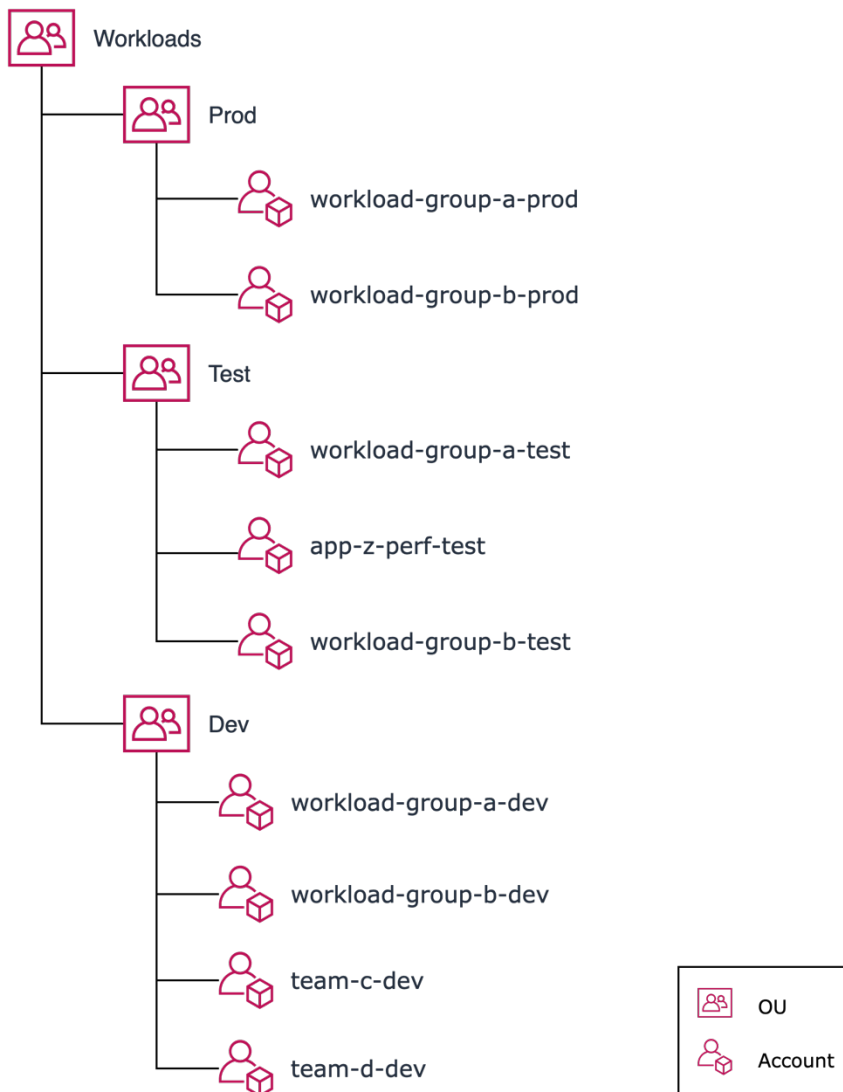 Workloads
Prod
workload-group-a-prod
workload-group-b-prod
Test
workload-group-a-test
app-z-perf-test
workload-group-b-test
Dev
workload-group-a-dev
workload-group-b-dev
team-c-dev
team-d-dev
OU
Account